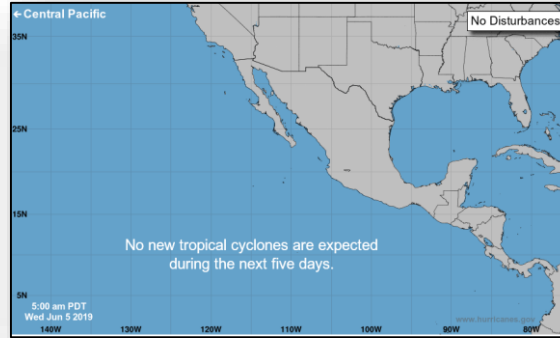 ← Central Pacific
No Disturbances
35N
25N
15N
No new tropical cyclones are expected
during the next five days.
5N
5:00 am PDT
Wed Jun 5 2019
www.hurricanes.gov
140W 130W 120W 110W 100W 90W 80W